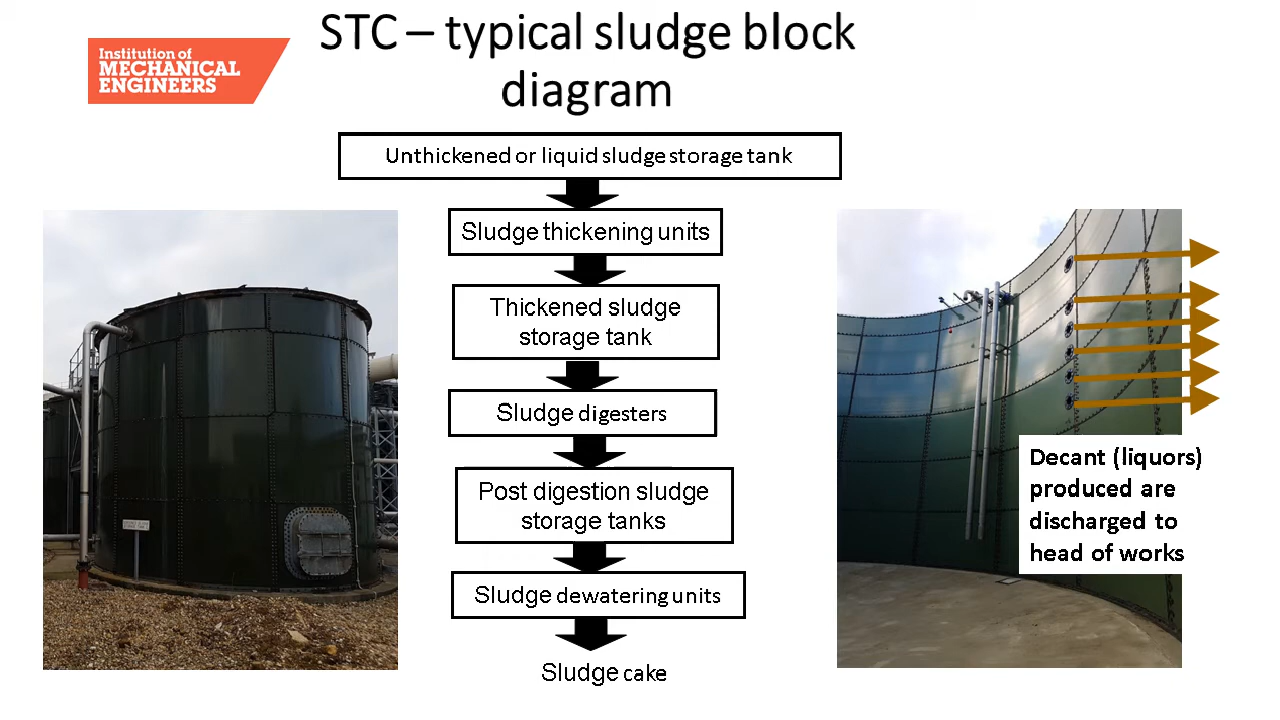 Institution of
MECHANICAL
ENGINEERS
STC – typical sludge block
diagram
Unthickened or liquid sludge storage tank
Sludge thickening units
Thickened sludge
storage tank
Sludge digesters
Post digestion sludge
storage tanks
Sludge dewatering units
Sludge cake
Decant (liquors)
produced are
discharged to
head of works